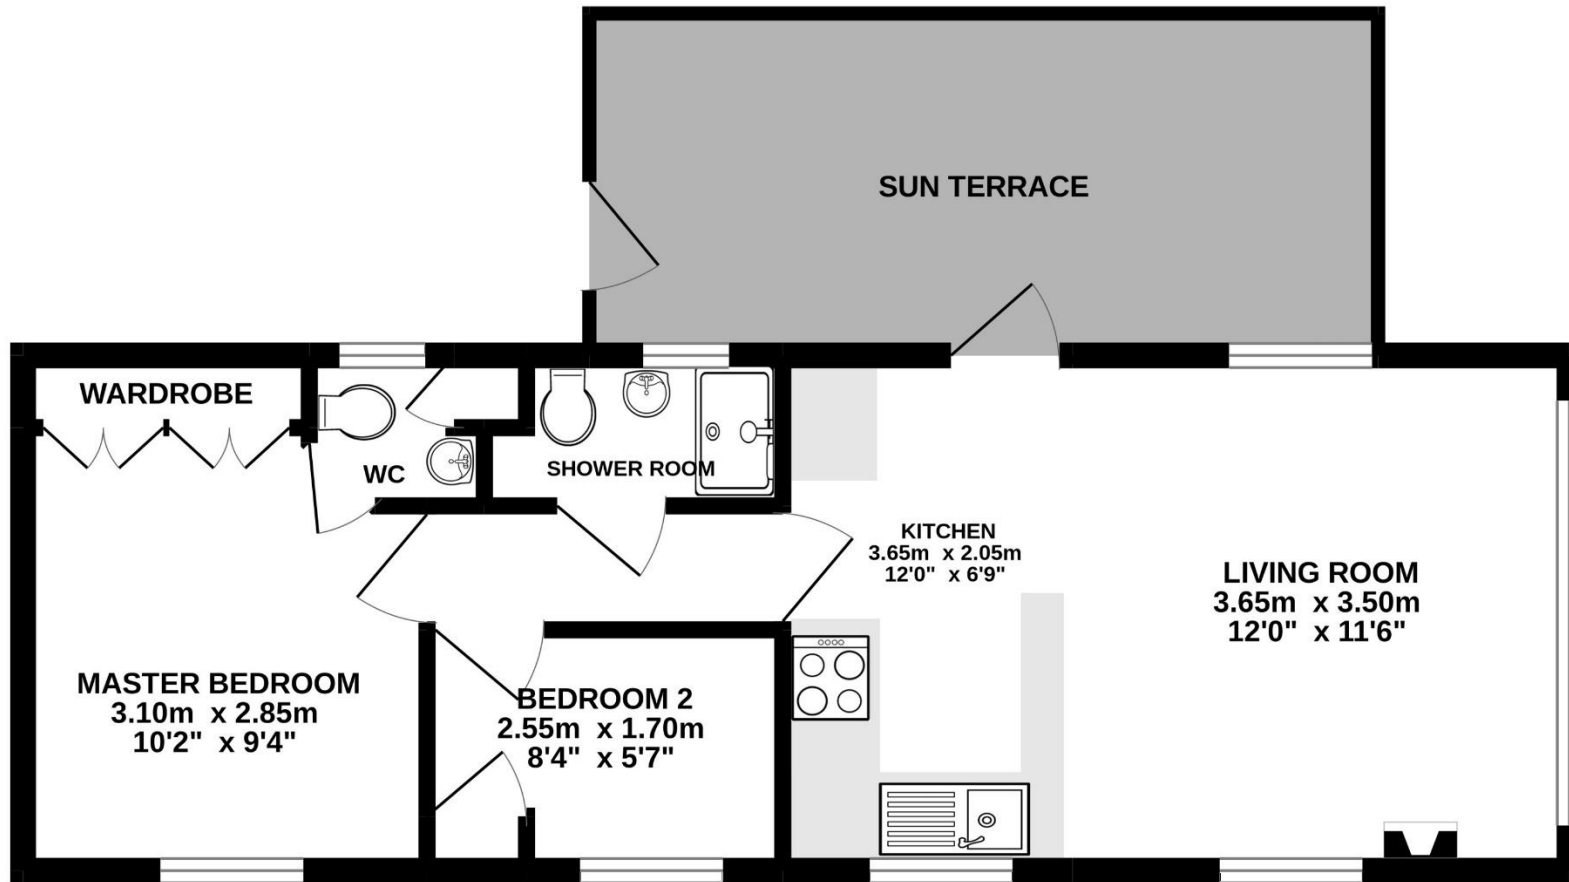 SUN TERRACE
WARDROBE
WC
SHOWER ROOM
KITCHEN
3.65m x 2.05m
12'0" x 6'9"
LIVING ROOM
3.65m x 3.50m
12'0" x 11'6"
MASTER BEDROOM
3.10m x 2.85m
10'2" x 9'4"
BEDROOM 2
2.55m x 1.70m
8'4" x 5'7"